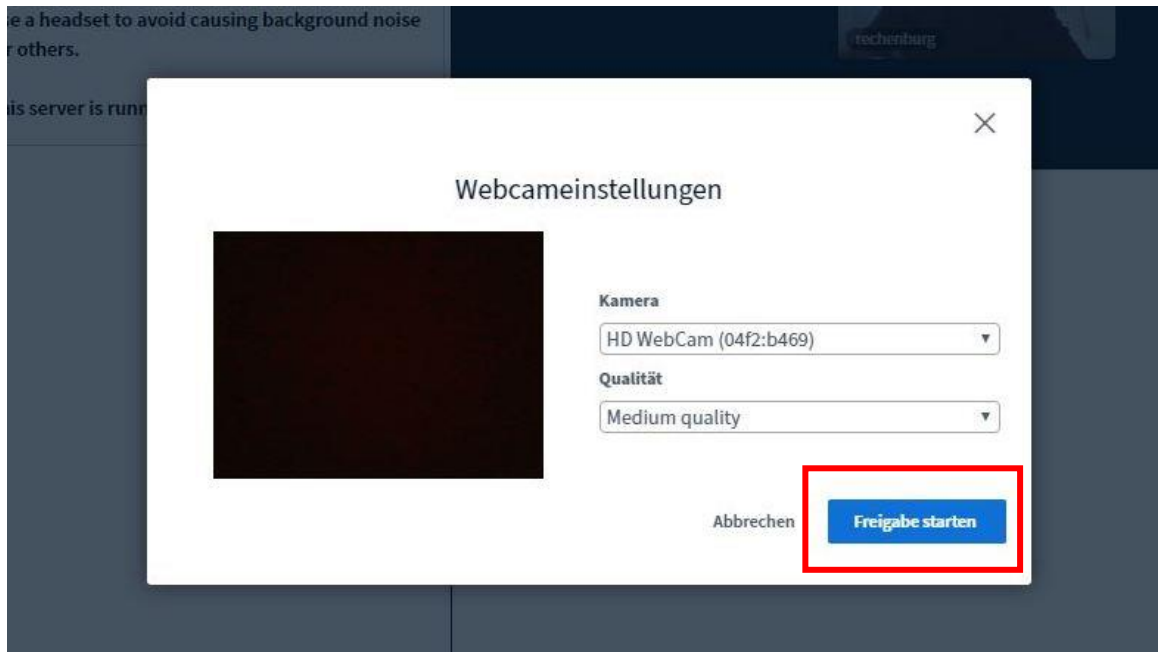 e a headset to avoid causing background noise
r others.
rechenburg
is server is runn
Webcameinstellungen
Kamera
HD WebCam (04f2:b469)
Qualität
Medium quality
Abbrechen
Freigabe starten